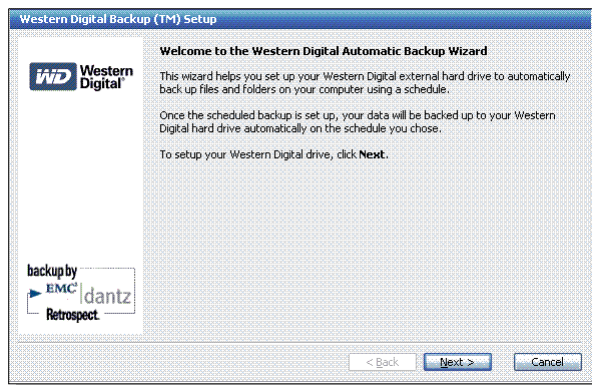 Western Digital Backup (TM) Setup
WD Western
Digital®
Welcome to the Western Digital Automatic Backup Wizard
This wizard helps you set up your Western Digital external hard drive to automatically
back up files and folders on your computer using a schedule.
Once the scheduled backup is set up, your data will be backed up to your Western
Digital hard drive automatically on the schedule you chose.
To setup your Western Digital drive, click Next.
backup by
EMC² dantz
Retrospect.
< Back
Next >
Cancel